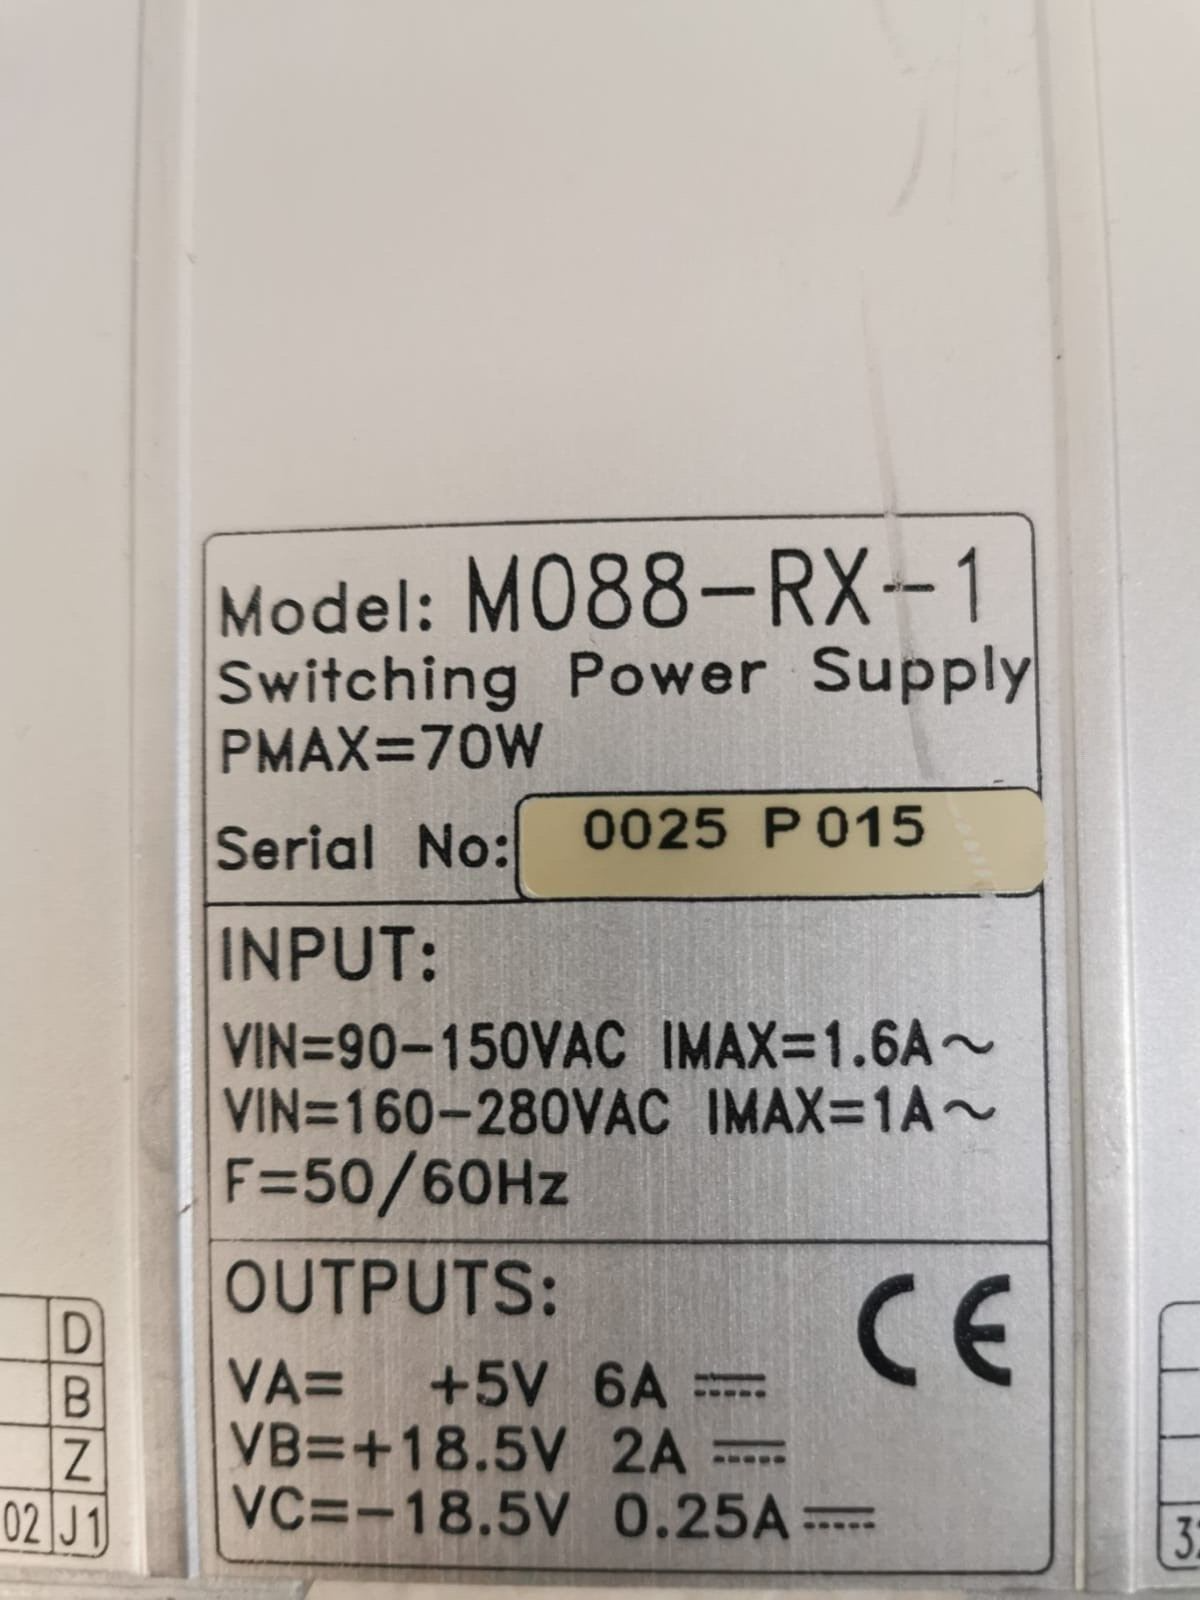 Model: M088-RX-1
Switching Power Supply
PMAX=70W
Serial No: 0025 P 015
INPUT:
VIN=90-150VAC IMAX=1.6A~
VIN=160-280VAC IMAX=1A~
F=50/60Hz
OUTPUTS:
CE
VA= +5V 6A ⎓
VB=+18.5V 2A ⎓
VC=-18.5V 0.25A ⎓
D
B
Z
02 J1
32